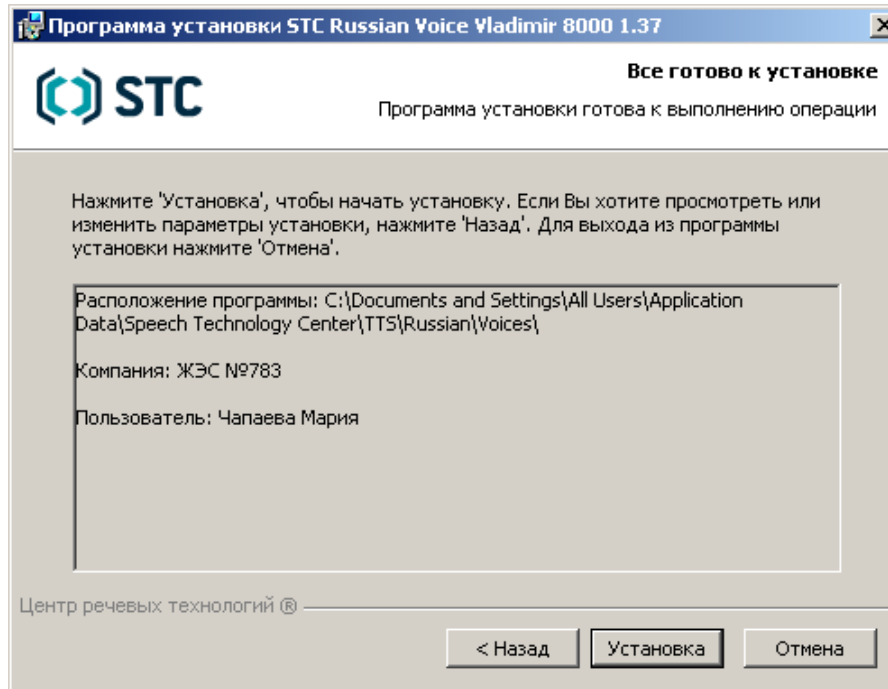 Программа установки STC Russian Voice Vladimir 8000 1.37
STC
Все готово к установке
Программа установки готова к выполнению операции
Нажмите 'Установка', чтобы начать установку. Если Вы хотите просмотреть или
изменить параметры установки, нажмите 'Назад'. Для выхода из программы
установки нажмите 'Отмена'.
Расположение программы: C:\Documents and Settings\All Users\Application
Data\Speech Technology Center\TTS\Russian\Voices\
Компания: ЖЭС №783
Пользователь: Чапаева Мария
Центр речевых технологий ®
< Назад
Установка
Отмена